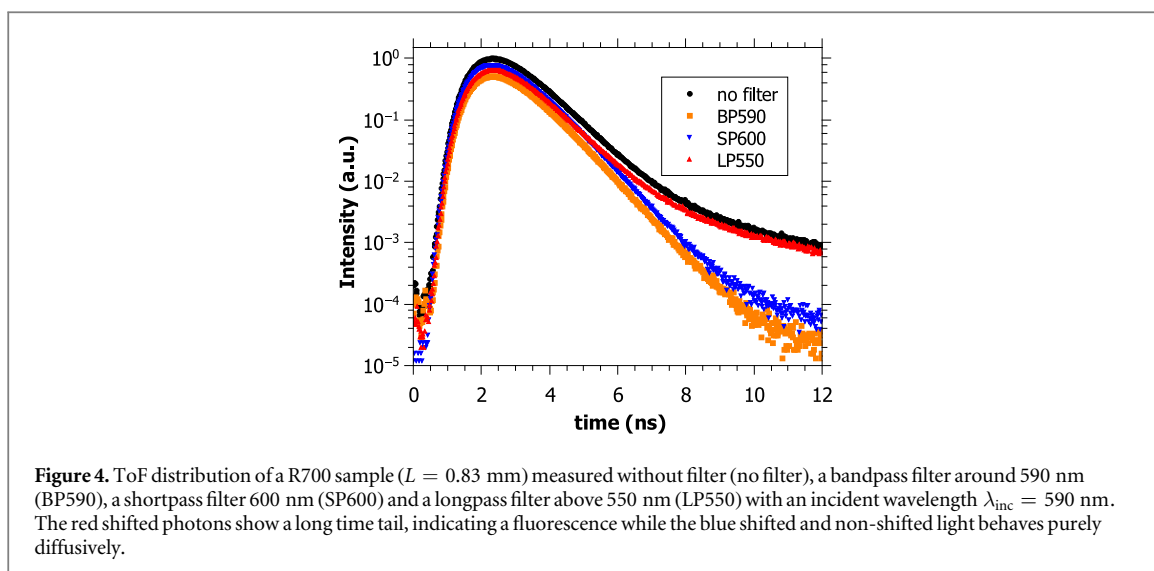 10⁰
10⁻¹
10⁻²
10⁻³
10⁻⁴
10⁻⁵
Intensity (a.u.)
no filter
BP590
SP600
LP550
0 2 4 6 8 10 12
time (ns)
Figure 4. ToF distribution of a R700 sample (L = 0.83 mm) measured without filter (no filter), a bandpass filter around 590 nm
(BP590), a shortpass filter 600 nm (SP600) and a longpass filter above 550 nm (LP550) with an incident wavelength λinc = 590 nm.
The red shifted photons show a long time tail, indicating a fluorescence while the blue shifted and non-shifted light behaves purely
diffusively.